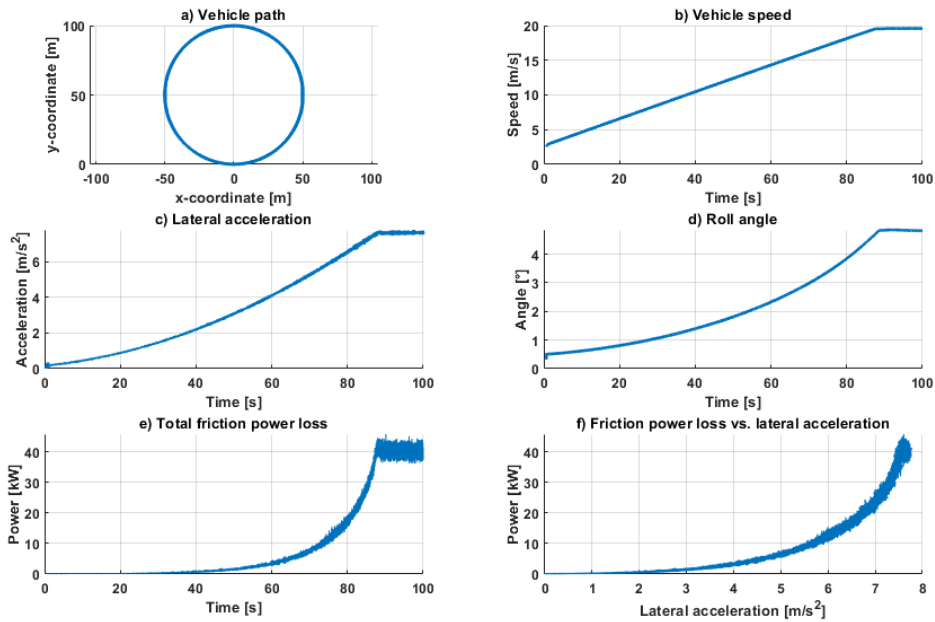 a) Vehicle path
y-coordinate [m]
100
50
0
-100 -50 0 50 100
x-coordinate [m]
b) Vehicle speed
Speed [m/s]
20
15
10
5
0
0 20 40 60 80 100
Time [s]
c) Lateral acceleration
Acceleration [m/s²]
6
4
2
0
0 20 40 60 80 100
Time [s]
d) Roll angle
Angle [°]
4
3
2
1
0
0 20 40 60 80 100
Time [s]
e) Total friction power loss
Power [kW]
40
30
20
10
0
0 20 40 60 80 100
Time [s]
f) Friction power loss vs. lateral acceleration
Power [kW]
40
30
20
10
0
0 1 2 3 4 5 6 7 8
Lateral acceleration [m/s²]